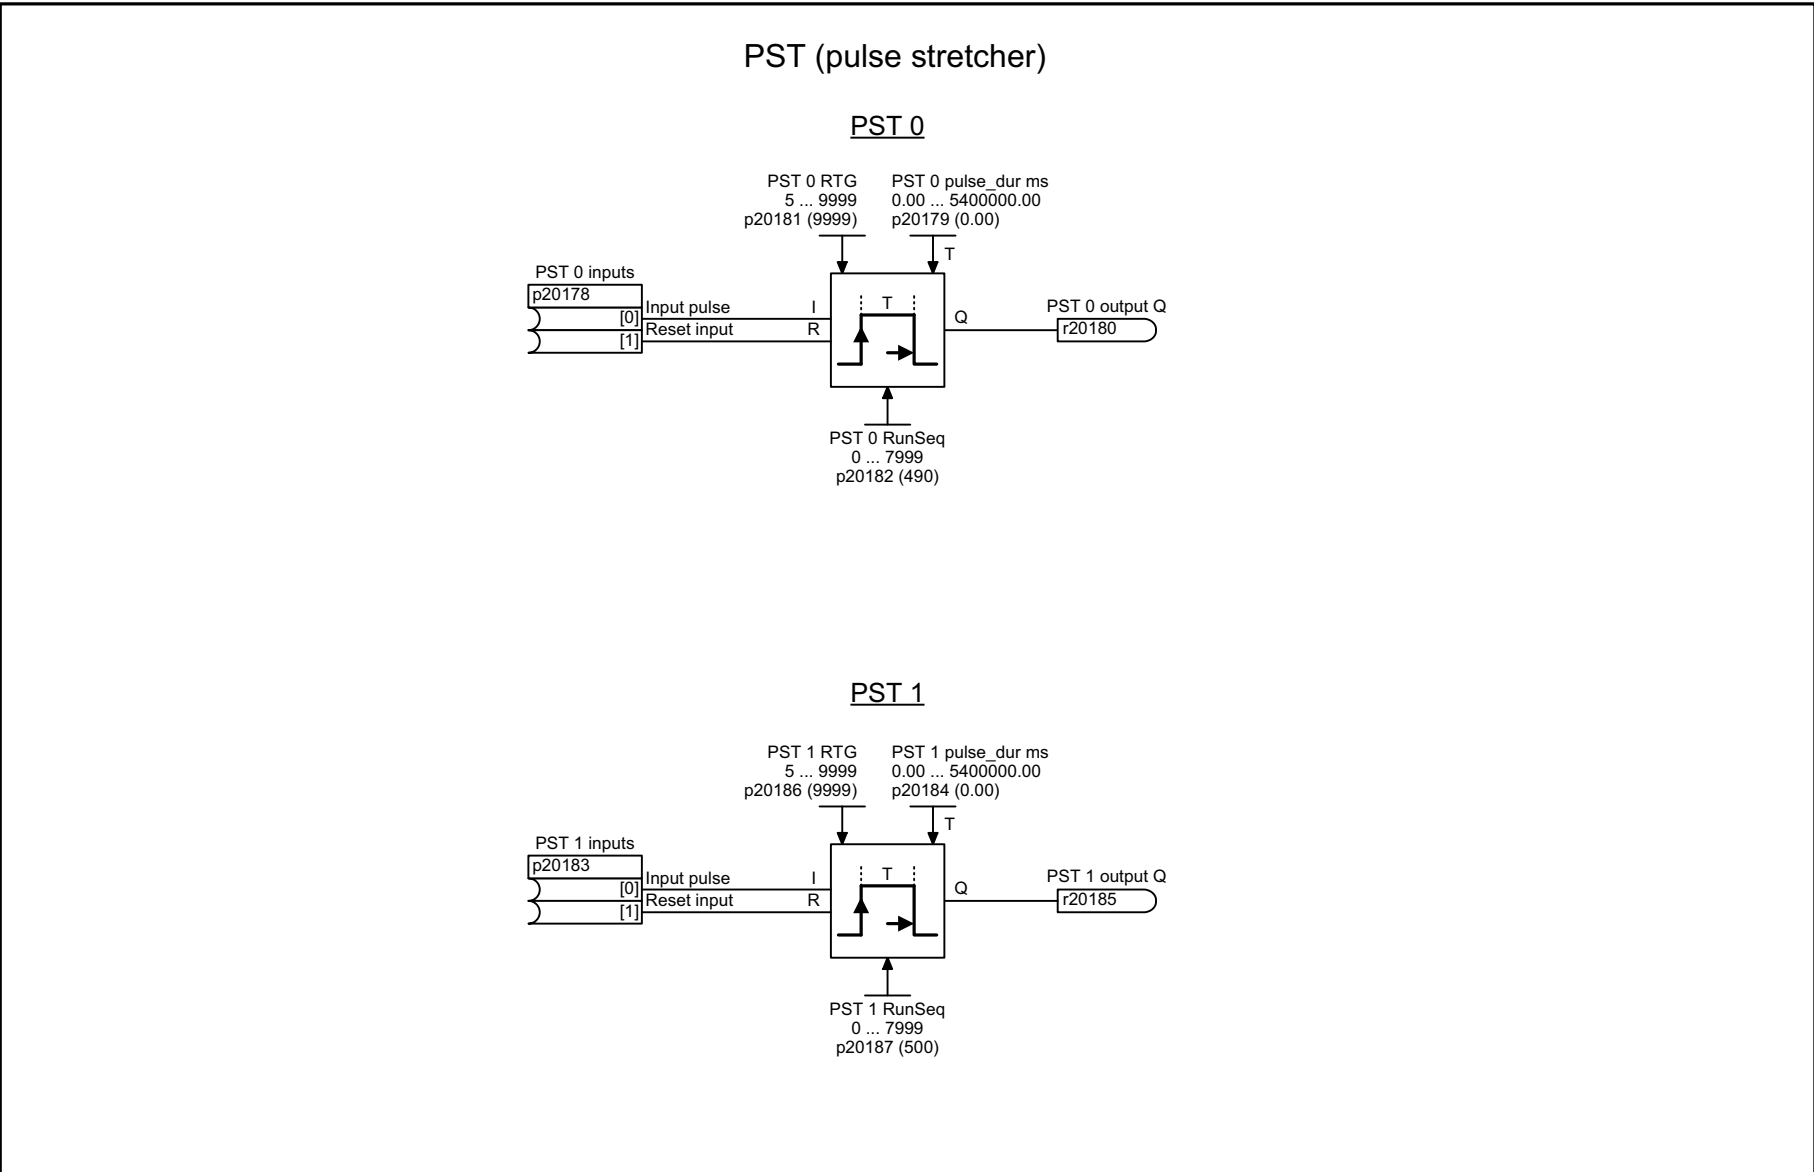 PST (pulse stretcher)
PST 0
PST 0 RTG
5 ... 9999
p20181 (9999)
PST 0 pulse_dur ms
0.00 ... 5400000.00
p20179 (0.00)
T
PST 0 inputs
p20178
[0]
[1]
Input pulse
Reset input
I
R
T
Q
PST 0 output Q
r20180
PST 0 RunSeq
0 ... 7999
p20182 (490)
PST 1
PST 1 RTG
5 ... 9999
p20186 (9999)
PST 1 pulse_dur ms
0.00 ... 5400000.00
p20184 (0.00)
T
PST 1 inputs
p20183
[0]
[1]
Input pulse
Reset input
I
R
T
Q
PST 1 output Q
r20185
PST 1 RunSeq
0 ... 7999
p20187 (500)